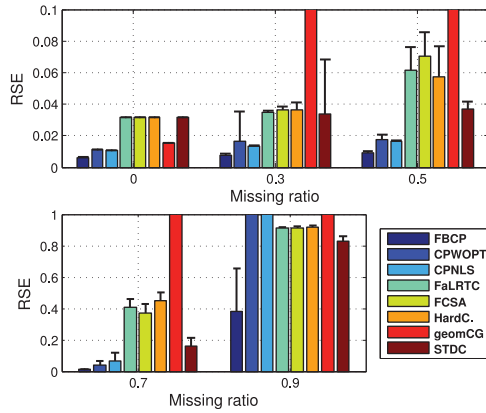 0.1
0.08
0.06
0.04
0.02
0
RSE
0 0.3 0.5
Missing ratio
1
0.8
0.6
0.4
0.2
0
RSE
0.7 0.9
Missing ratio
FBCP
CPWOPT
CPNLS
FaLRTC
FCSA
HardC.
geomCG
STDC